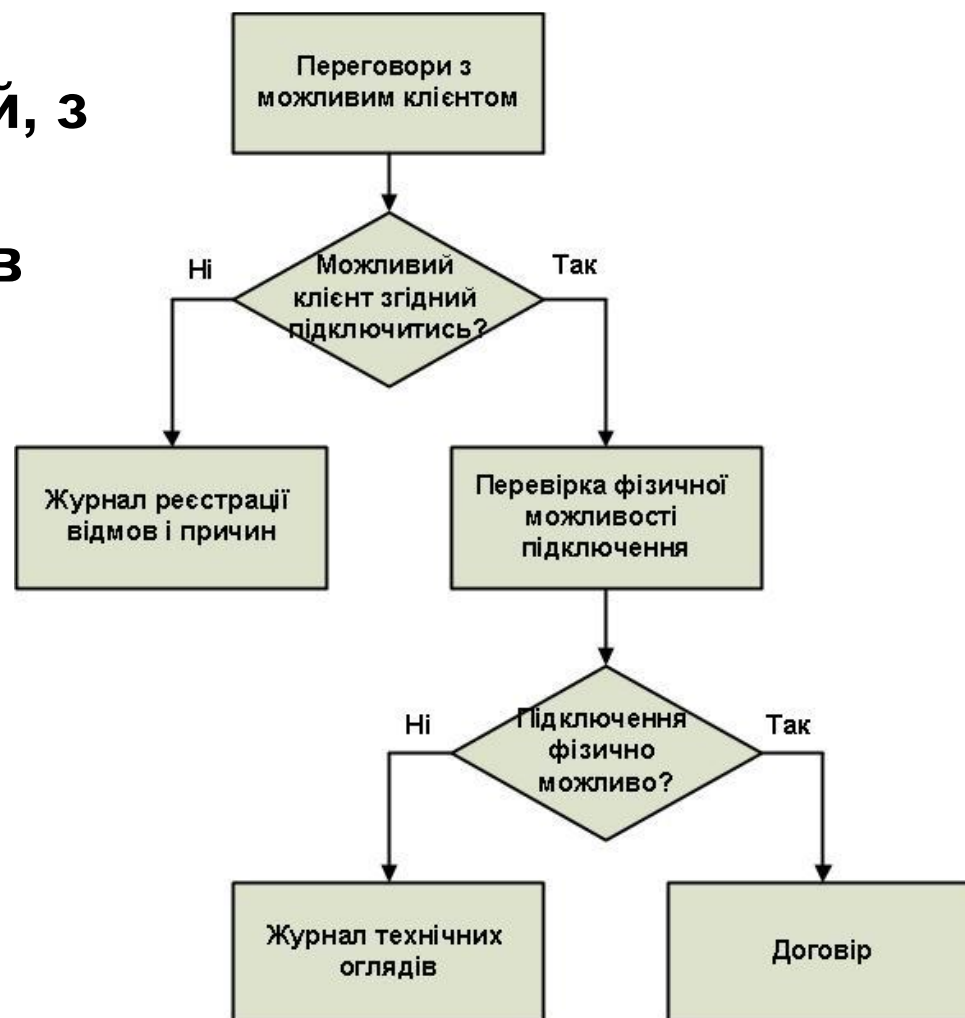 й, з
в
Переговори з
можливим клієнтом
Можливий
клієнт згідний
підключитись?
Ні
Так
Журнал реєстрації
відмов і причин
Перевірка фізичної
можливості
підключення
Підключення
фізично
можливо?
Ні
Так
Журнал технічних
оглядів
Договір